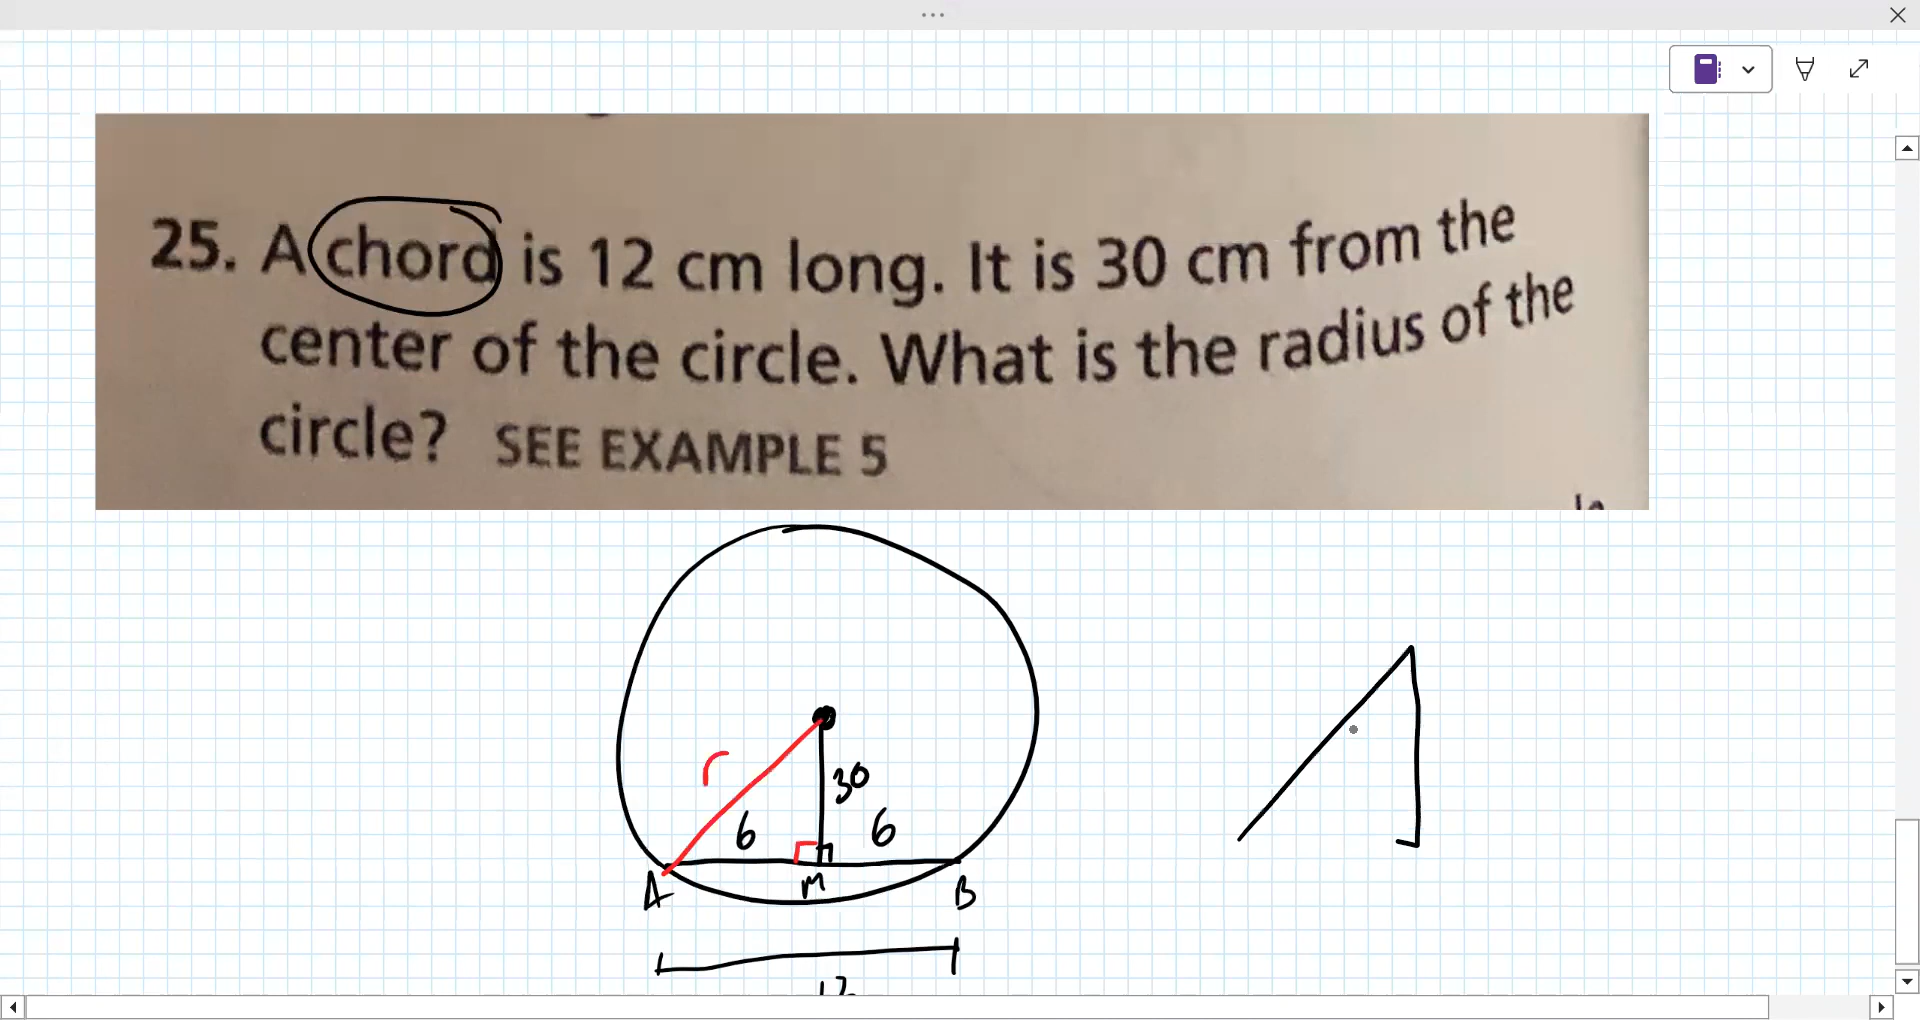 25. A chord is 12 cm long. It is 30 cm from the
center of the circle. What is the radius of the
circle? SEE EXAMPLE 5
r
30
6 6
A M B
12